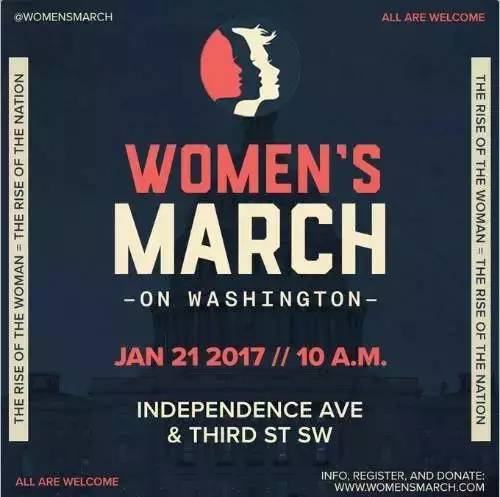 @WOMENSMARCH
ALL ARE WELCOME
THE RISE OF THE WOMAN = THE RISE OF THE NATION
THE RISE OF THE WOMAN = THE RISE OF THE NATION
WOMEN'S
MARCH
-ON WASHINGTON-
JAN 21 2017 // 10 A.M.
INDEPENDENCE AVE
& THIRD ST SW
ALL ARE WELCOME
INFO, REGISTER, AND DONATE:
WWW.WOMENSMARCH.COM